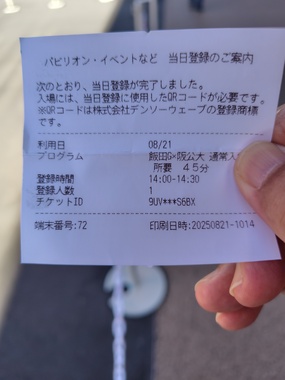 パビリオン・イベントなど 当日登録のご案内
次のとおり、当日登録が完了しました。
入場には、当日登録に使用したQRコードが必要です。
※QRコードは株式会社デンソーウェーブの登録商標
です。
利用日 08/21
プログラム 飯田G×阪公大 通常入
所要 45分
登録時間 14:00-14:30
登録人数 1
チケットID 9UV***S6BX
端末番号:72 印刷日時:20250821-1014